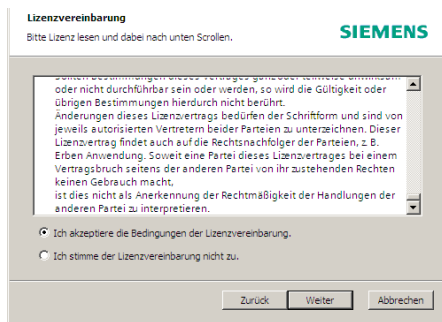 Lizenzvereinbarung
Bitte Lizenz lesen und dabei nach unten Scrollen.
SIEMENS
oder nicht durchführbar sein oder werden, so wird die Gültigkeit oder
übrigen Bestimmungen hierdurch nicht berührt.
Änderungen dieses Lizenzvertrags bedürfen der Schriftform und sind von
jeweils autorisierten Vertretern beider Parteien zu unterzeichnen. Dieser
Lizenzvertrag findet auch auf die Rechtsnachfolger der Parteien, z. B.
Erben Anwendung. Soweit eine Partei dieses Lizenzvertrages bei einem
Vertragsbruch seitens der anderen Partei von ihr zustehenden Rechten
keinen Gebrauch macht,
ist dies nicht als Anerkennung der Rechtmäßigkeit der Handlungen der
anderen Partei zu interpretieren.
Ich akzeptiere die Bedingungen der Lizenzvereinbarung.
Ich stimme der Lizenzvereinbarung nicht zu.
Zurück Weiter Abbrechen